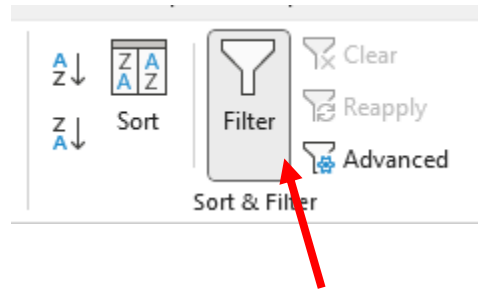 A
Z
Z A
A Z
Sort
Z
A
Filter
Clear
Reapply
Advanced
Sort & Filter